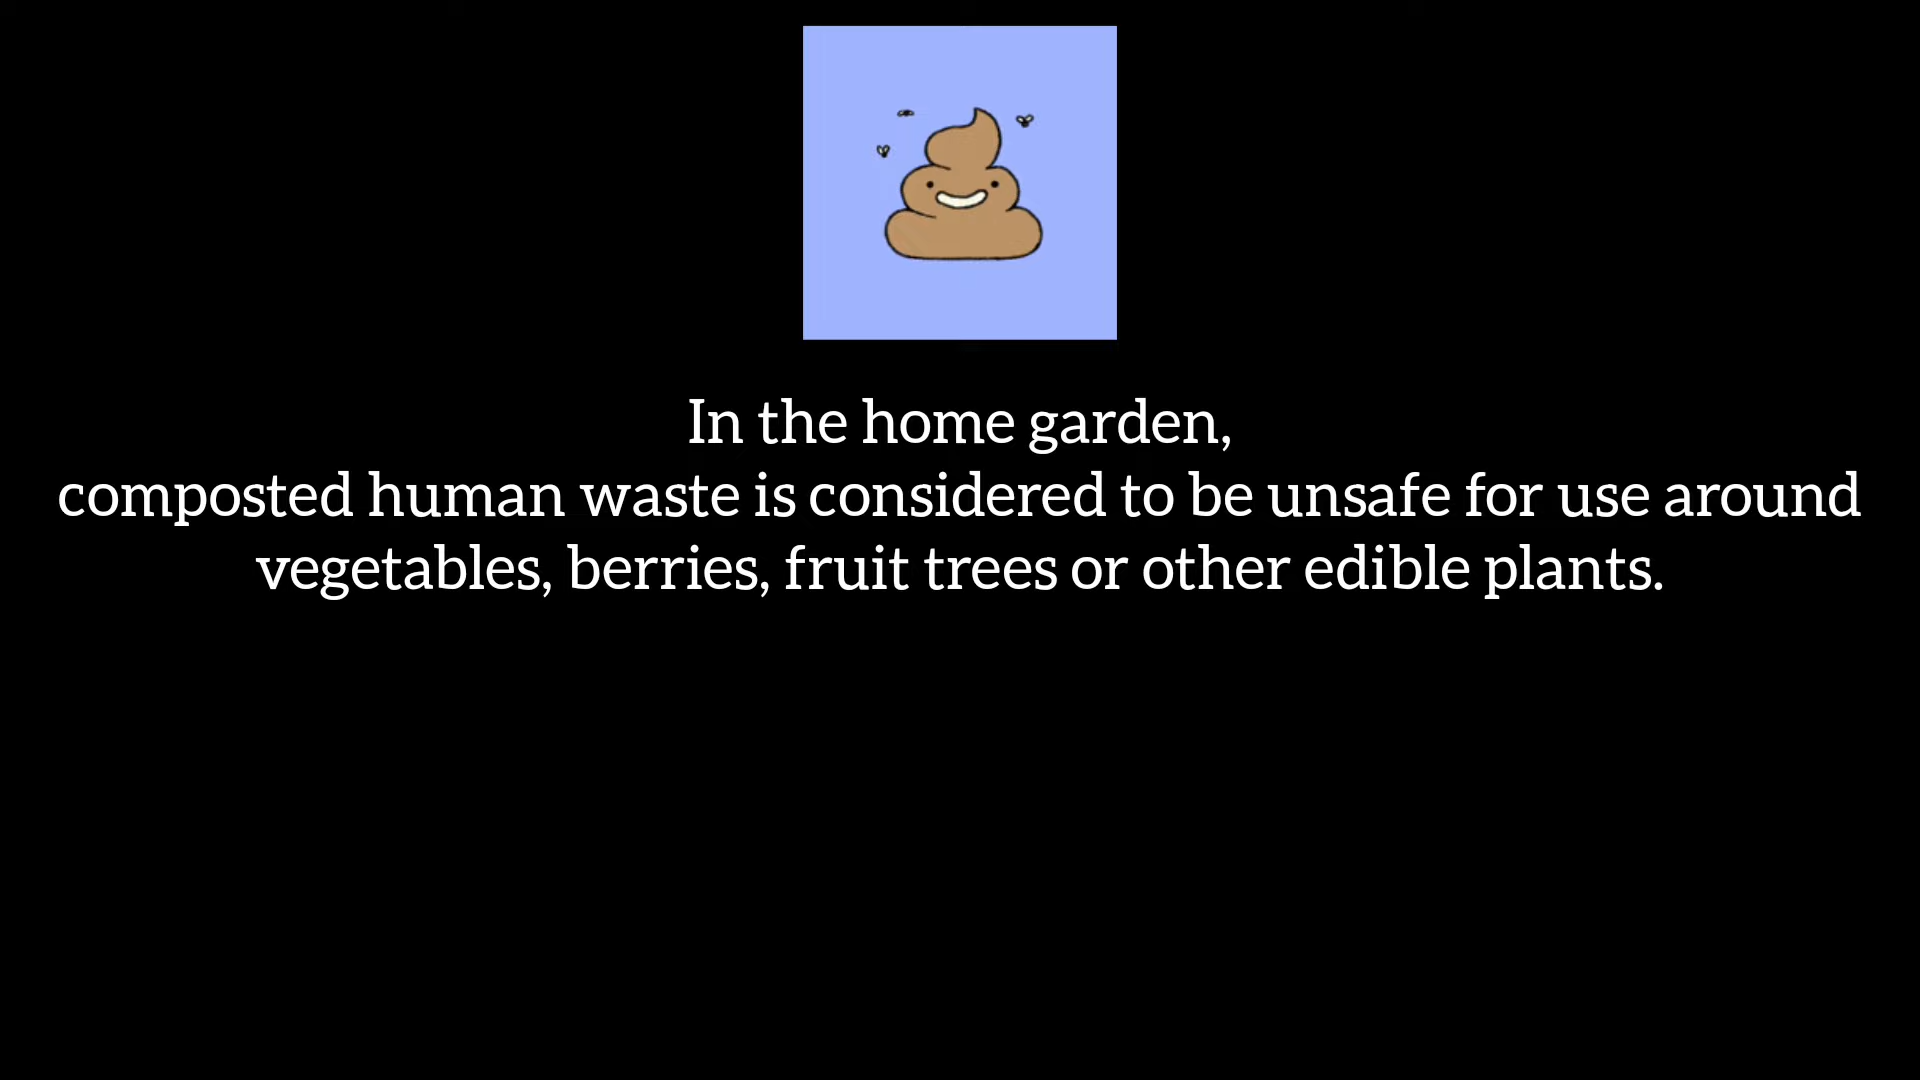 In the home garden,
composted human waste is considered to be unsafe for use around
vegetables, berries, fruit trees or other edible plants.